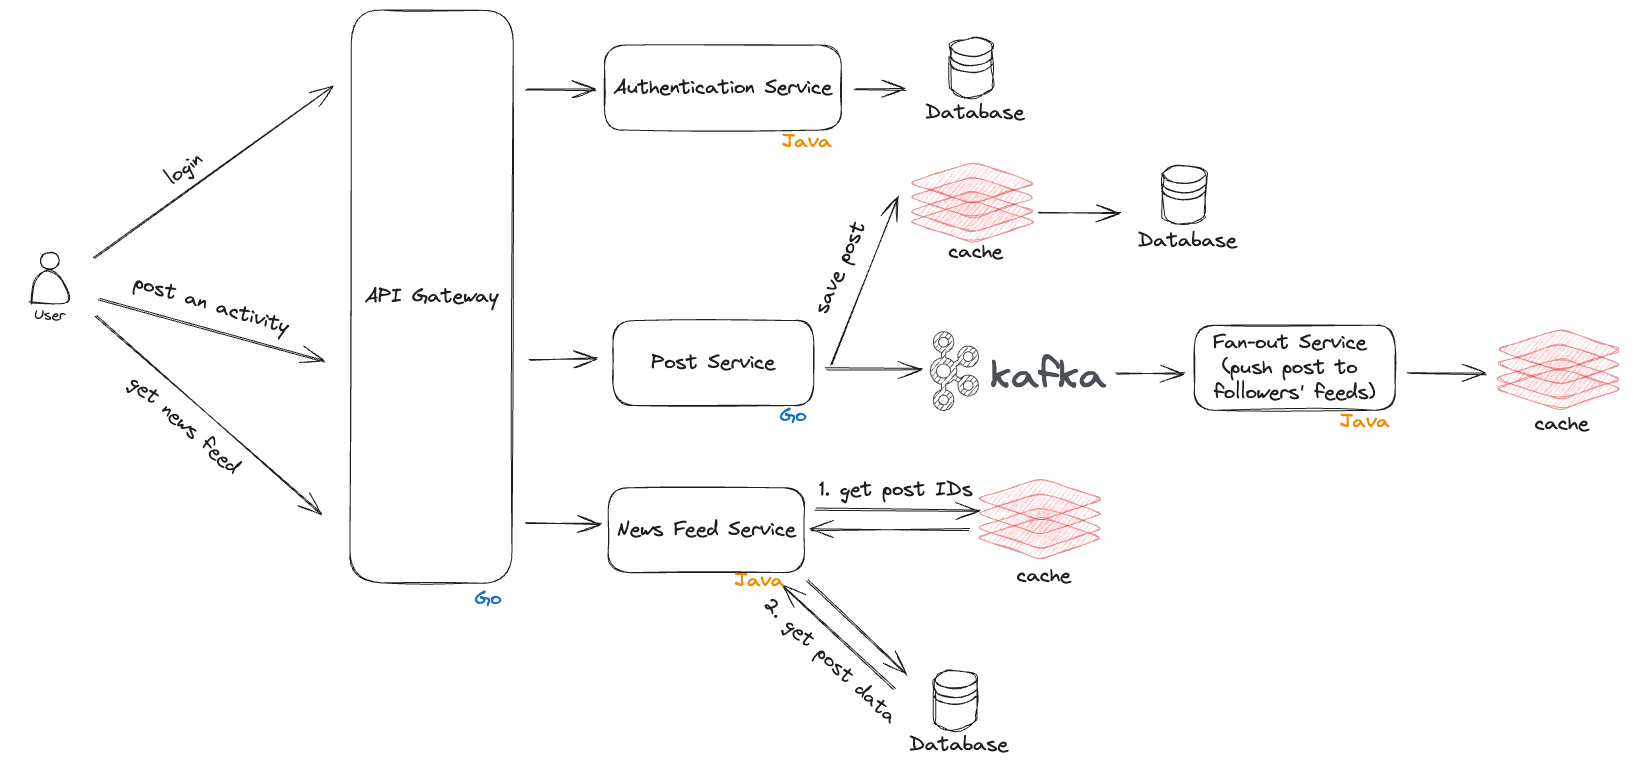 Authentication Service
Java
Database
login
save post
cache
Database
User
post an activity
API Gateway
Post Service
Go
kafka
Fan-out Service
(push post to
followers' feeds)
Java
cache
get news feed
News Feed Service
Java
1. get post IDs
cache
Go
2. get post data
Database